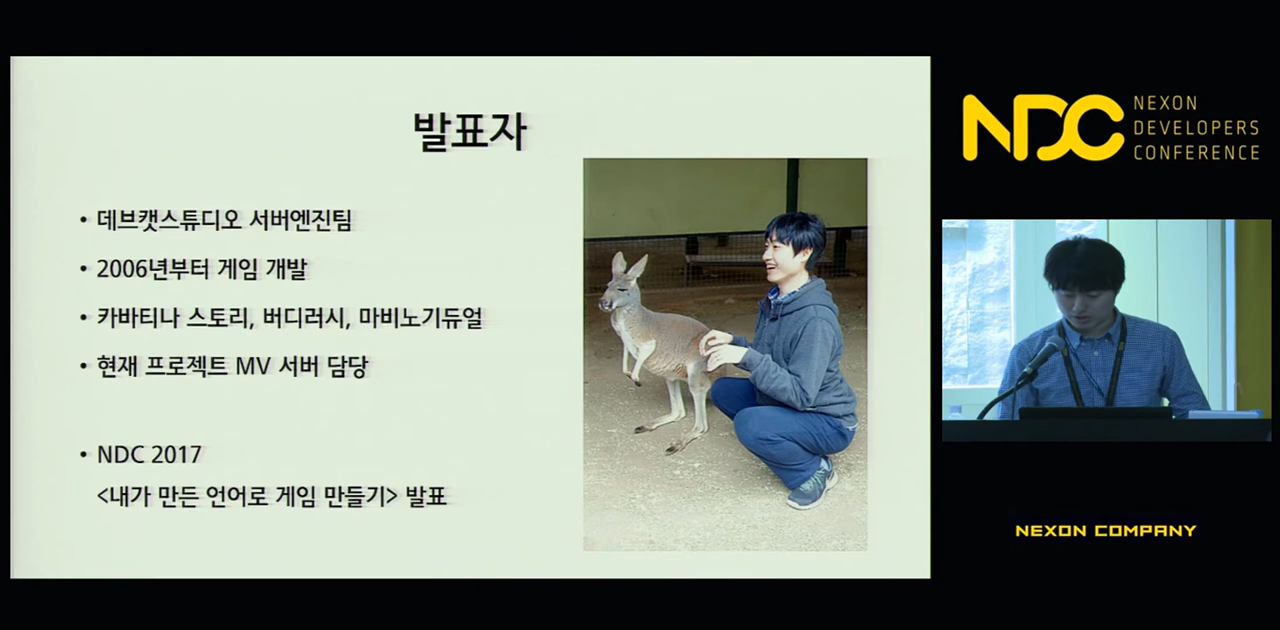 발표자
• 데브캣스튜디오 서버엔진팀
• 2006년부터 게임 개발
• 카바티나 스토리, 버디러시, 마비노기듀얼
• 현재 프로젝트 MV 서버 담당
• NDC 2017
<내가 만든 언어로 게임 만들기> 발표
NDC
NEXON
DEVELOPERS
CONFERENCE
NEXON COMPANY